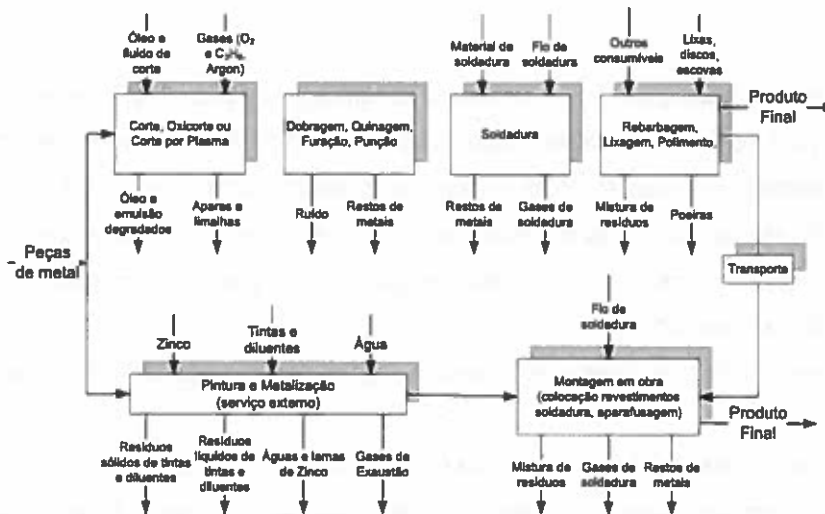 Óleo e
fluido de
corte
Gases (O₂
e C₂H₂,
Argon)
Material de
soldadura
Fio de
soldadura
Outros
consumíveis
Lixas,
discos,
escovas
Corte, Oxicorte ou
Corte por Plasma
Dobragem, Quinagem,
Furação, Punção
Soldadura
Rebarbagem,
Lixagem, Polimento,
Produto
Final
Óleo e
emulsão
degradados
Aparas e
limalhas
Ruído
Restos de
metais
Restos de
metais
Gases de
soldadura
Mistura de
resíduos
Poeiras
Peças
de metal
Transporte
Zinco
Tintas e
diluentes
Água
Fio de
soldadura
Pintura e Metalização
(serviço externo)
Montagem em obra
(colocação revestimentos
soldadura, aparafusagem)
Produto
Final
Resíduos
sólidos de tintas
e diluentes
Resíduos
líquidos de
tintas e
diluentes
Águas e lamas
de Zinco
Gases de
Exaustão
Mistura de
resíduos
Gases de
soldadura
Restos de
metais